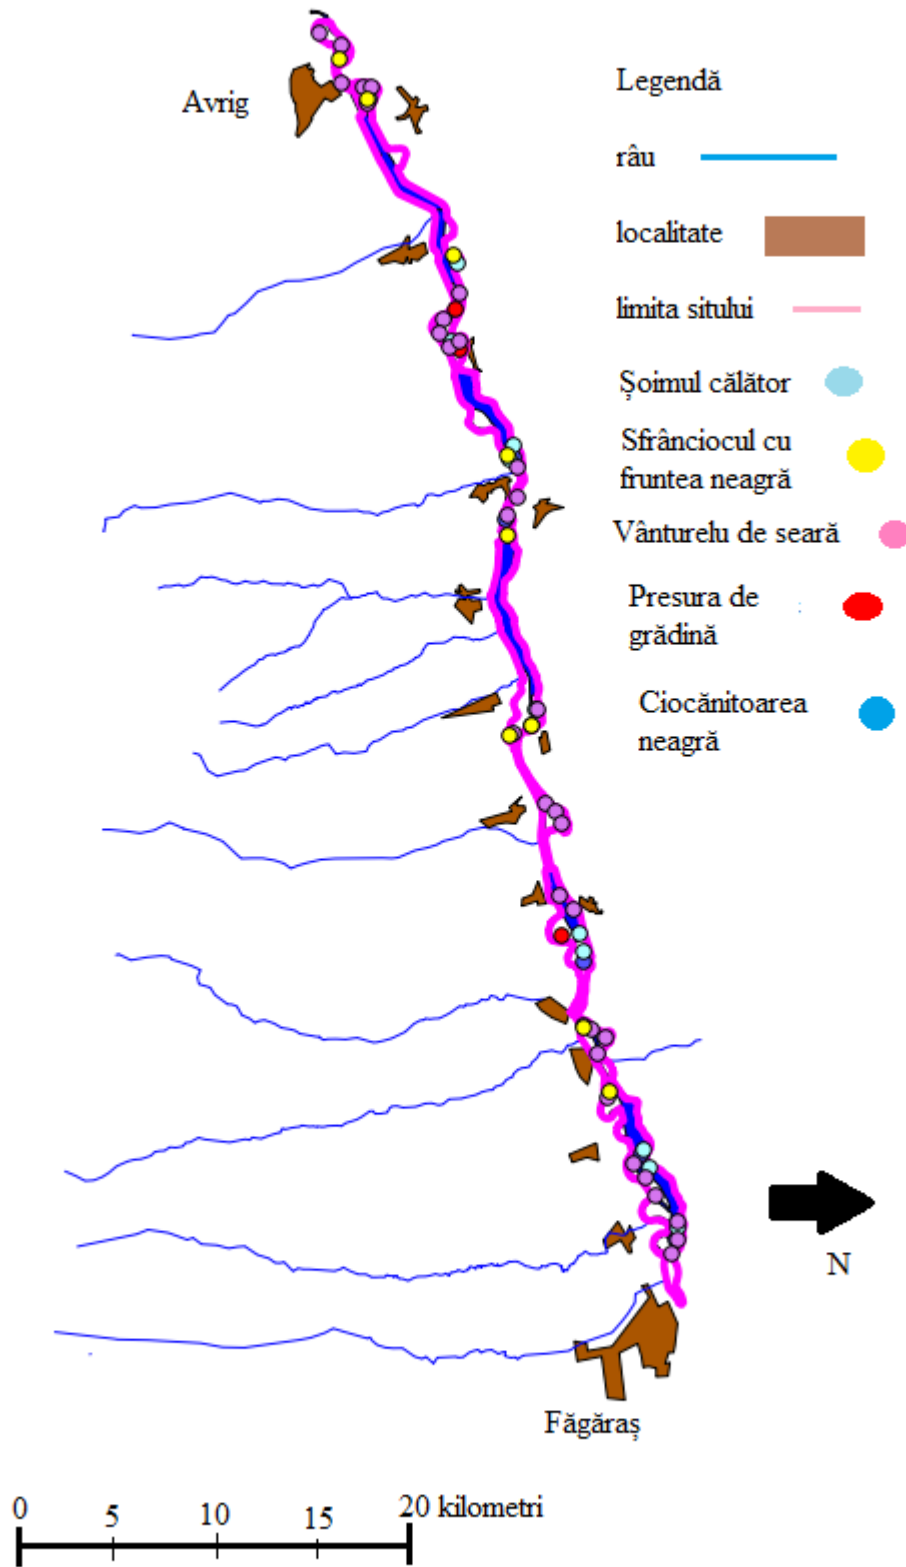 Legendă
Avrig
râu
localitate
limita sitului
Șoimul călător
Sfrânciocul cu
fruntea neagră
Vânturelu de seară
Presura de
grădină
Ciocănitoarea
neagră
N
Făgăraș
0 5 10 15 20 kilometri